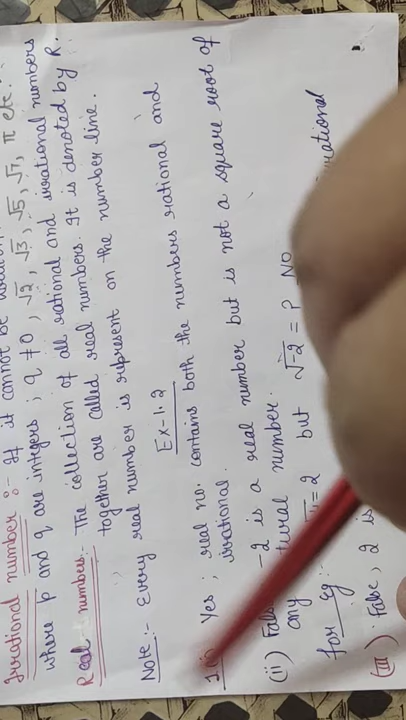 Irrational number :- If it cannot be
where p and q are integers ; q ≠ 0 , √2 , √3 , √5 , √7 , π etc.
Real numbers:- The collection of all rational and irrational numbers
together are called real numbers. It is denoted by R.
Note:- Every real number is represent on the number line.
Ex-1.2
1.(i) Yes ; real no. contains both the numbers rational and
irrational.
(ii) -2 is a real number but is not a square root of
any number.
for eg:- = 2 but √-2 = ? NO
(III) False, 2 is